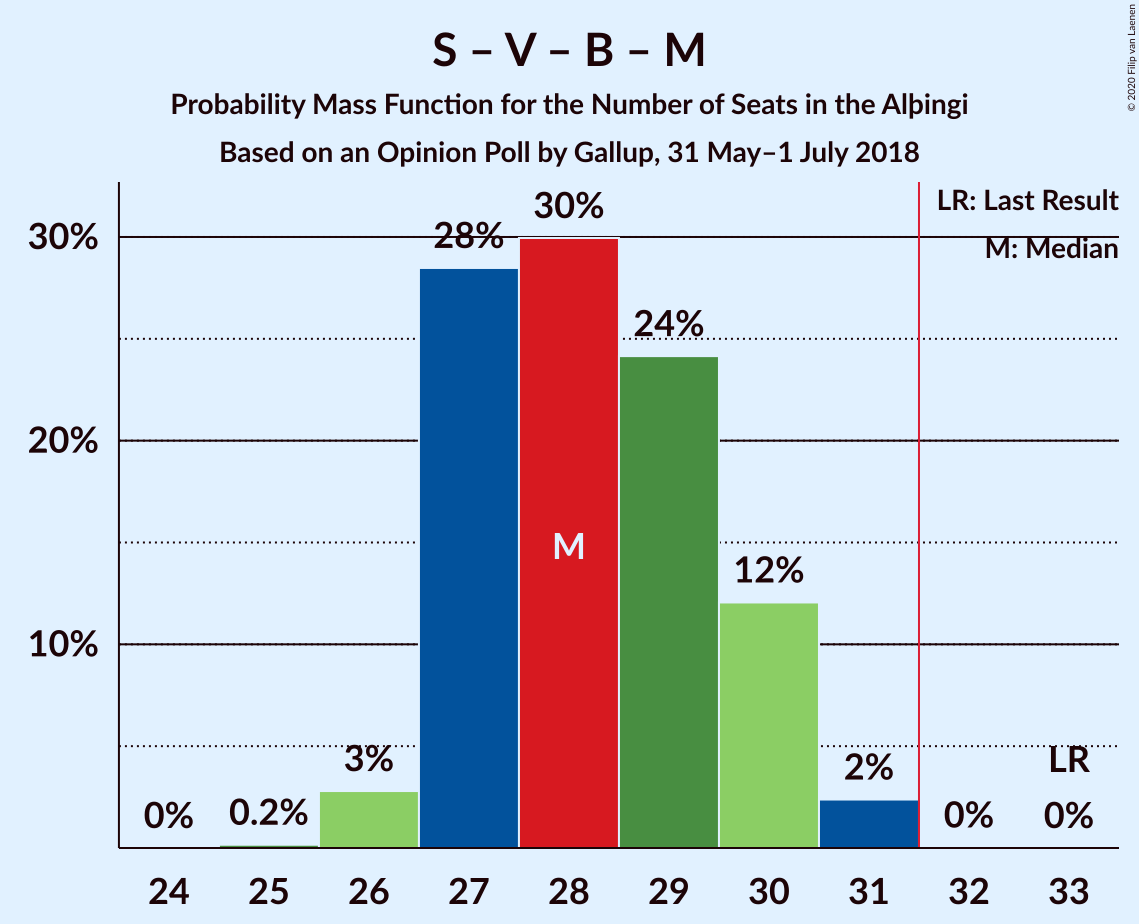 S – V – B – M
Probability Mass Function for the Number of Seats in the Alþingi
Based on an Opinion Poll by Gallup, 31 May–1 July 2018
© 2020 Filip van Laenen
LR: Last Result
M: Median
30%
20%
10%
0%
0.2%
3%
28%
30%
M
24%
12%
2%
0%
LR
0%
24 25 26 27 28 29 30 31 32 33